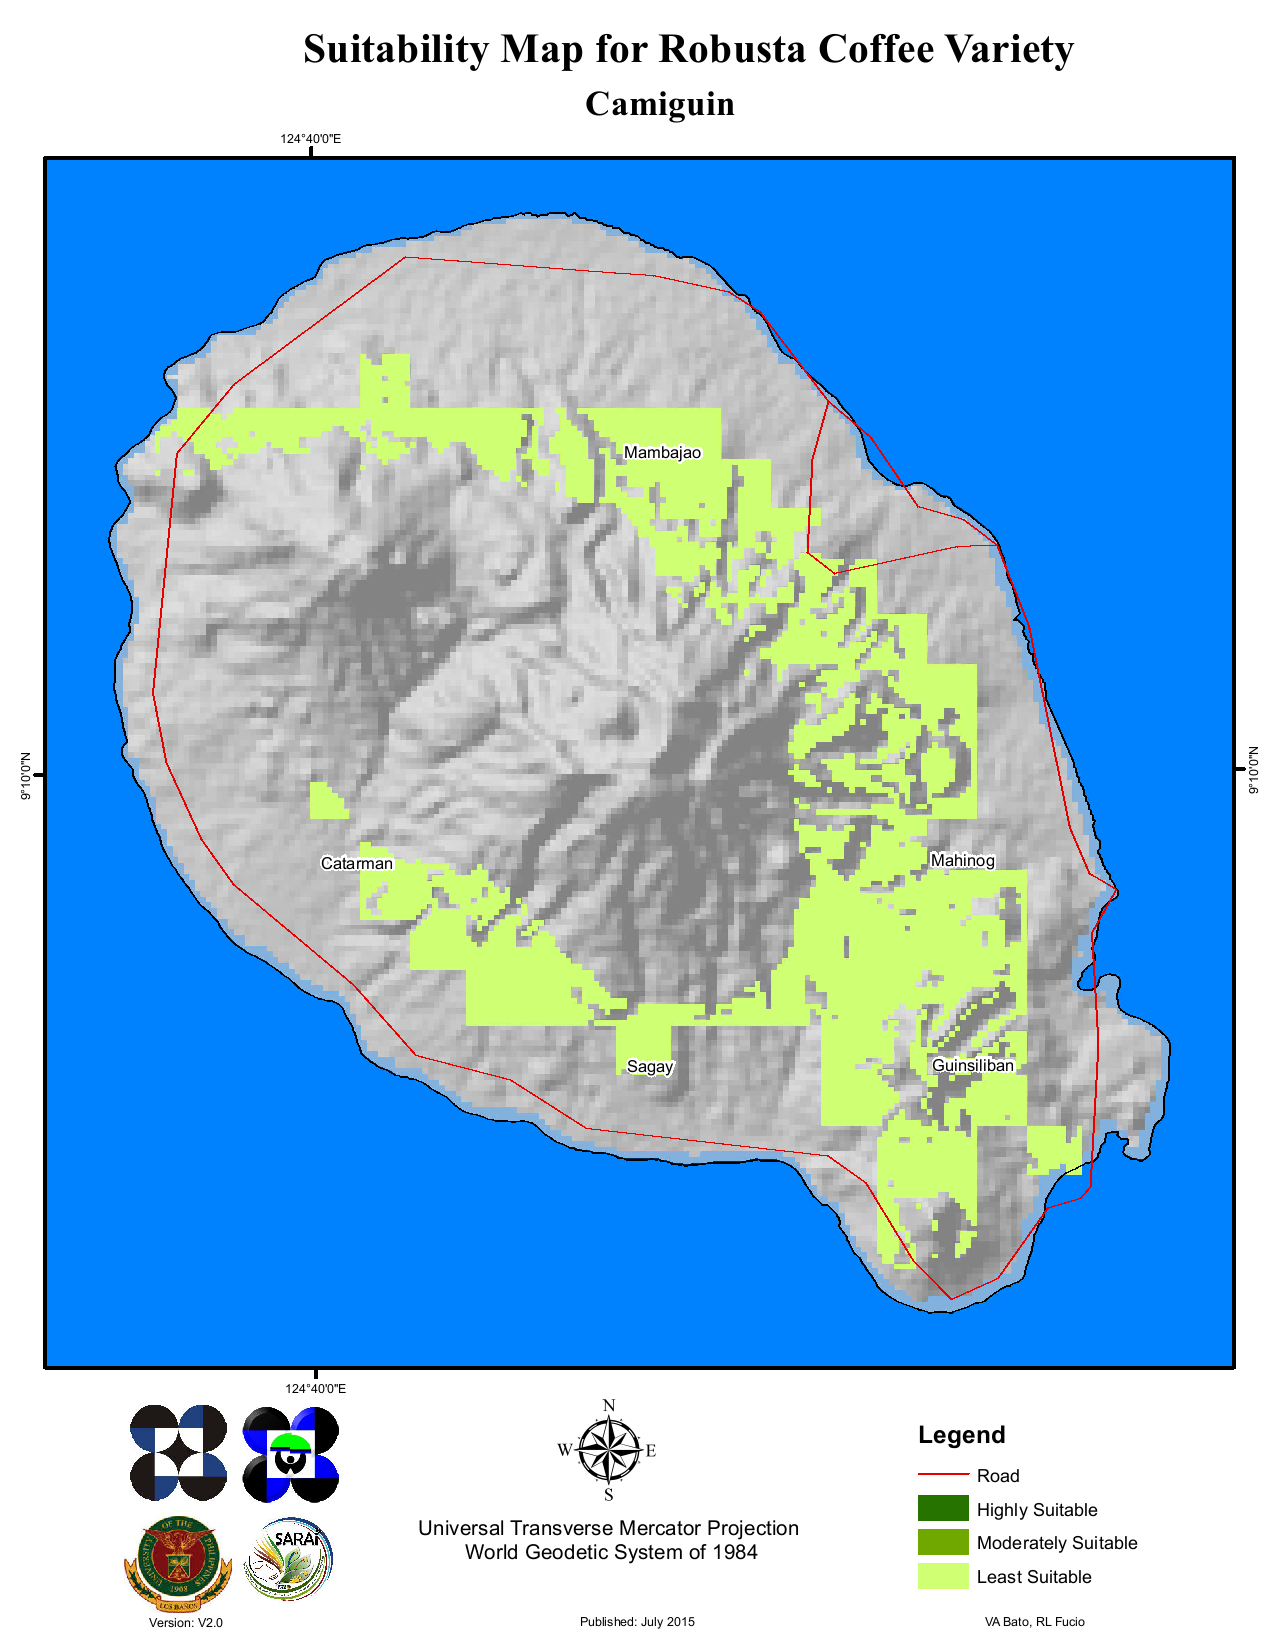 Suitability Map for Robusta Coffee Variety
Camiguin
124°40'0"E
9°10'0"N
9°10'0"N
Mambajao
Catarman
Mahinog
Sagay
Guinsiliban
124°40'0"E
N
W E
S
Universal Transverse Mercator Projection
World Geodetic System of 1984
Legend
Road
Highly Suitable
Moderately Suitable
Least Suitable
UNIVERSITY OF THE PHILIPPINES
1908
LOS BAÑOS
SARAI
Version: V2.0
Published: July 2015
VA Bato, RL Fucio